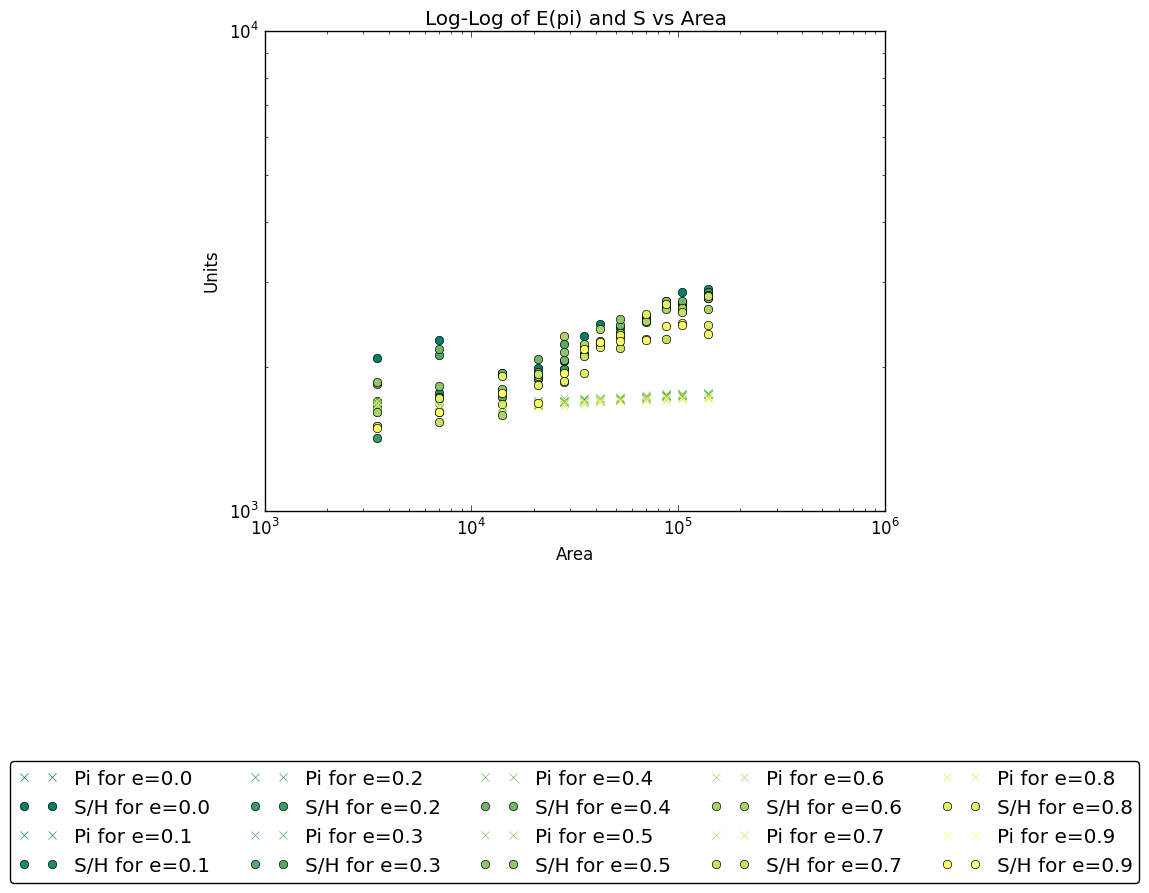 Log-Log of E(pi) and S vs Area
10^4
Units
10^3
10^3 10^4 10^5 10^6
Area
Pi for e=0.0 Pi for e=0.2 Pi for e=0.4 Pi for e=0.6 Pi for e=0.8
S/H for e=0.0 S/H for e=0.2 S/H for e=0.4 S/H for e=0.6 S/H for e=0.8
Pi for e=0.1 Pi for e=0.3 Pi for e=0.5 Pi for e=0.7 Pi for e=0.9
S/H for e=0.1 S/H for e=0.3 S/H for e=0.5 S/H for e=0.7 S/H for e=0.9